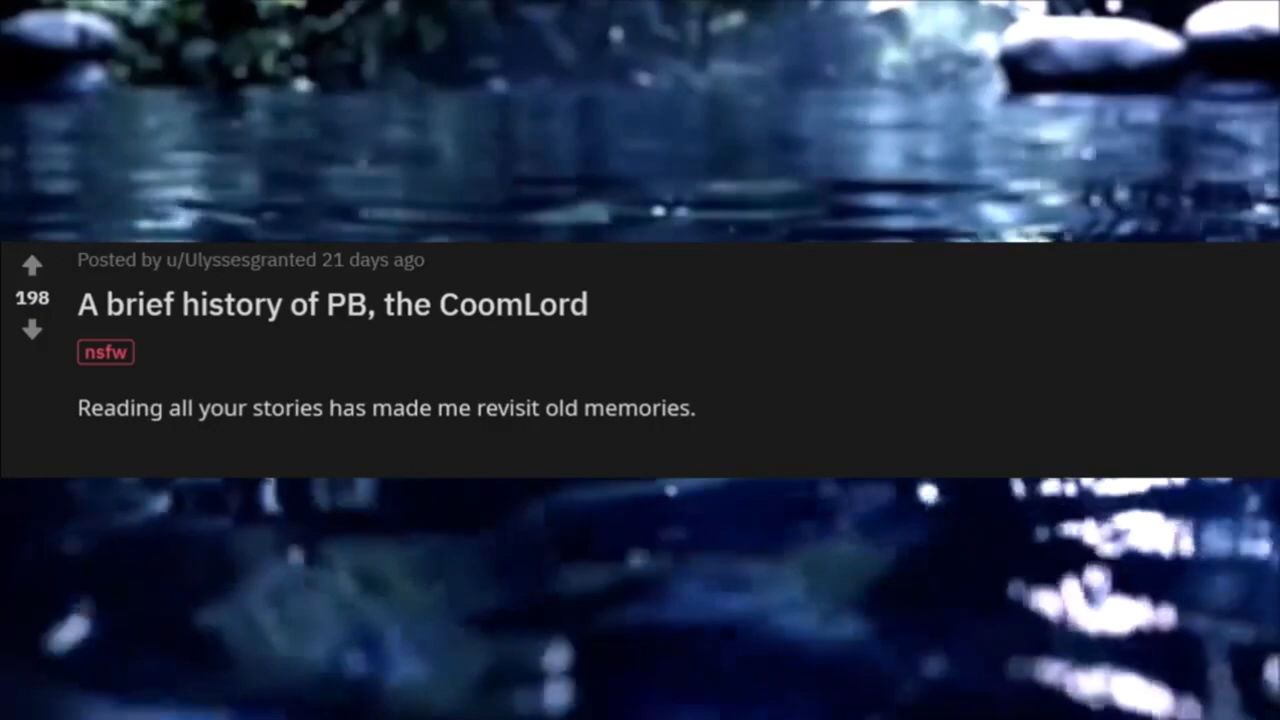 Posted by u/Ulyssesgranted 21 days ago
198
A brief history of PB, the CoomLord
nsfw
Reading all your stories has made me revisit old memories.